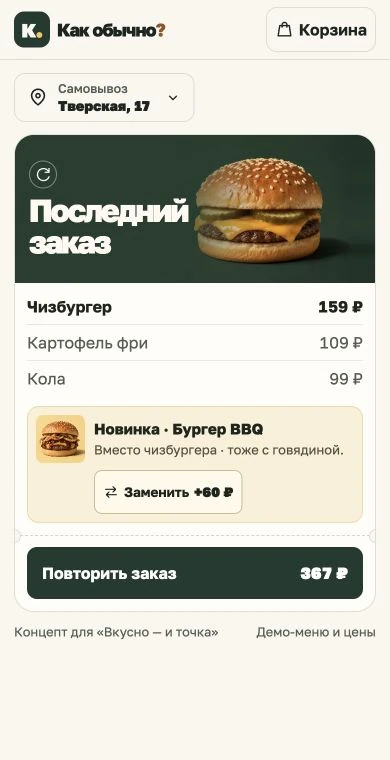 К.
Как обычно?
Корзина
Самовывоз
Тверская, 17
Последний
заказ
Чизбургер 159 ₽
Картофель фри 109 ₽
Кола 99 ₽
Новинка · Бургер BBQ
Вместо чизбургера · тоже с говядиной.
Заменить +60 ₽
Повторить заказ 367 ₽
Концепт для «Вкусно — и точка» Демо-меню и цены